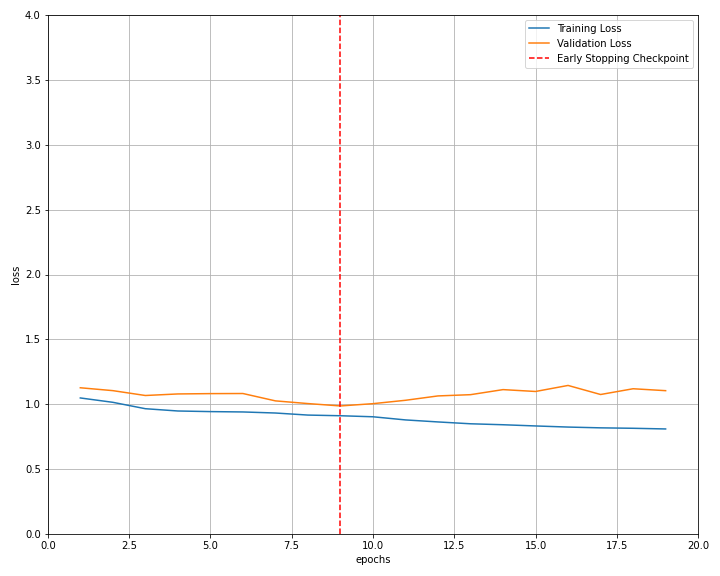 4.0
3.5
3.0
2.5
2.0
1.5
1.0
0.5
0.0
loss
0.0 2.5 5.0 7.5 10.0 12.5 15.0 17.5 20.0
epochs
Training Loss
Validation Loss
Early Stopping Checkpoint